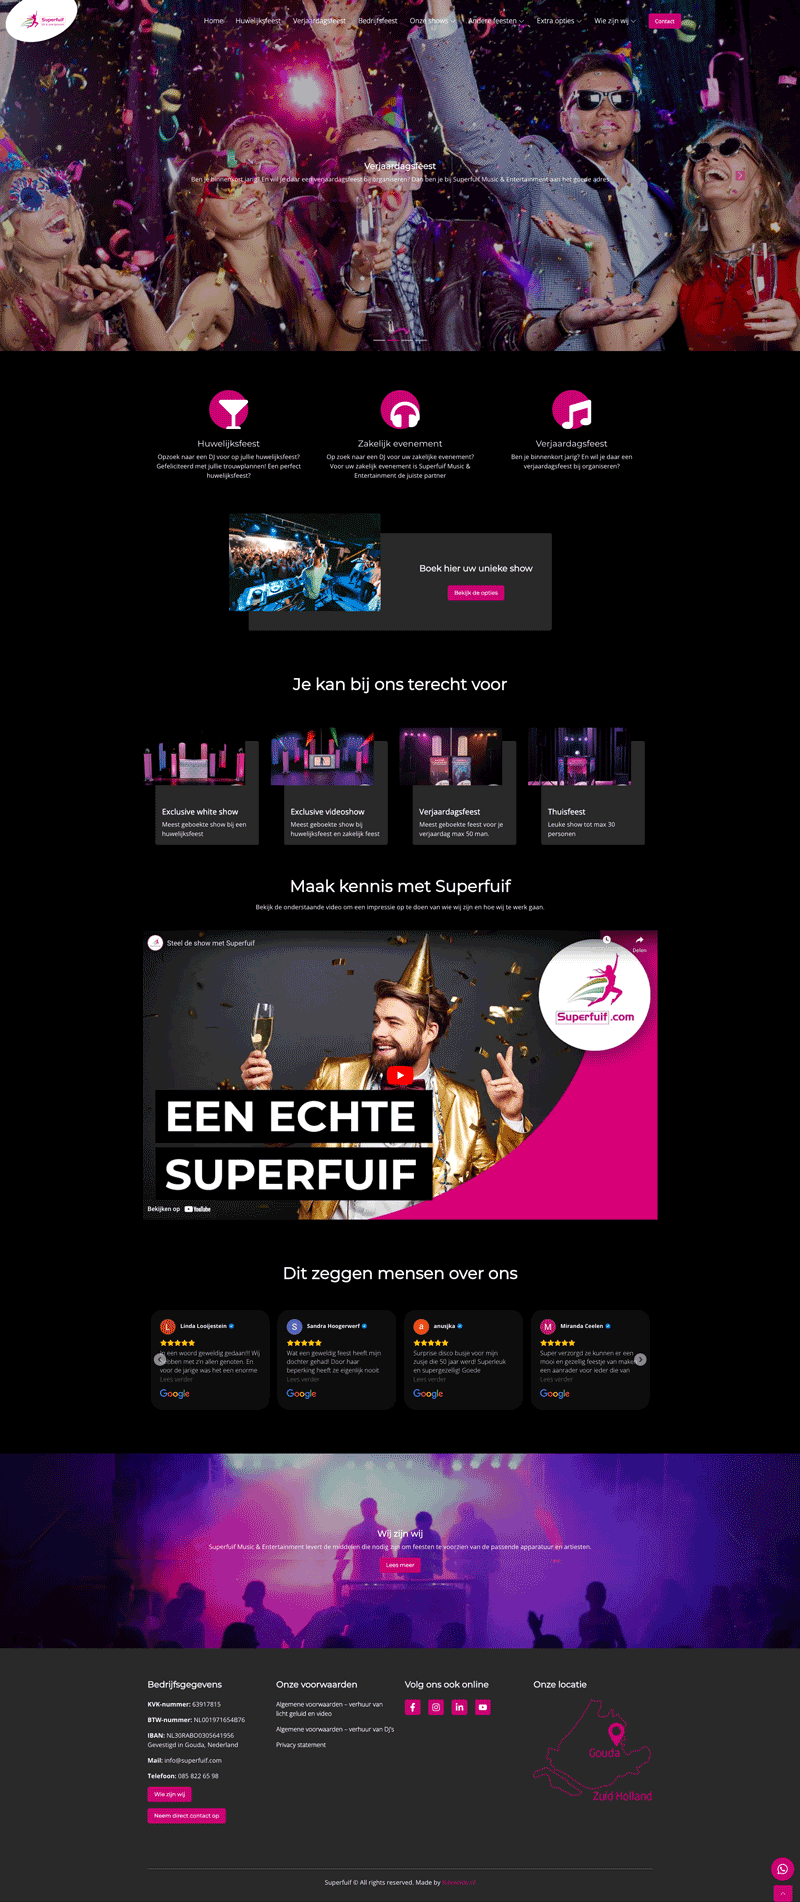 Superfuif
Home Huwelijksfeest Verjaardagsfeest Bedrijfsfeest Onze shows Andere feesten Extra opties Wie zijn wij Contact
Verjaardagsfeest
Ben je binnenkort jarig? En wil je daar een verjaardagsfeest bij organiseren? Dan ben je bij Superfuif Music & Entertainment aan het goede adres.
Huwelijksfeest
Opzoek naar een DJ voor op jullie huwelijksfeest?
Gefeliciteerd met jullie trouwplannen! Een perfect
huwelijksfeest?
Zakelijk evenement
Op zoek naar een DJ voor uw zakelijke evenement?
Voor uw zakelijk evenement is Superfuif Music &
Entertainment de juiste partner
Verjaardagsfeest
Ben je binnenkort jarig? En wil je daar een
verjaardagsfeest bij organiseren?
Boek hier uw unieke show
Bekijk de opties
Je kan bij ons terecht voor
Exclusive white show
Meest geboekte show bij een
huwelijksfeest
Exclusive videoshow
Meest geboekte show bij
huwelijksfeest en zakelijk feest
Verjaardagsfeest
Meest geboekte feest voor je
verjaardag max 50 man.
Thuisfeest
Leuke show tot max 30
personen
Maak kennis met Superfuif
Bekijk de onderstaande video om een impressie op te doen van wie wij zijn en hoe wij te werk gaan.
Steel de show met Superfuif
Delen
Superfuif.com
EEN ECHTE
SUPERFUIF
Bekijken op YouTube
Dit zeggen mensen over ons
L Linda Looijestein
In een woord geweldig gedaan!!! Wij
hebben met z'n allen genoten. En
voor de jarige was het een enorme
Lees verder
Google
S Sandra Hoogerwerf
Wat een geweldig feest heeft mijn
dochter gehad! Door haar
beperking heeft ze eigenlijk nooit
Lees verder
Google
a anusjka
Surprise disco busje voor mijn
zusje die 50 jaar werd! Superleuk
en supergezellig! Goede
Lees verder
Google
M Miranda Ceelen
Super verzorgd ze kunnen er een
mooi en gezellig feestje van maken
een aanrader voor ieder die van
Lees verder
Google
Wij zijn wij
Superfuif Music & Entertainment levert de middelen die nodig zijn om feesten te voorzien van de passende apparatuur en artiesten.
Lees meer
Bedrijfsgegevens
KVK-nummer: 63917815
BTW-nummer: NL001971654B76
IBAN: NL30RABO0305641956
Gevestigd in Gouda, Nederland
Mail: info@superfuif.com
Telefoon: 085 822 65 98
Wie zijn wij
Neem direct contact op
Onze voorwaarden
Algemene voorwaarden – verhuur van
licht geluid en video
Algemene voorwaarden – verhuur van DJ's
Privacy statement
Volg ons ook online
Onze locatie
Gouda
Zuid Holland
Superfuif © All rights reserved. Made by